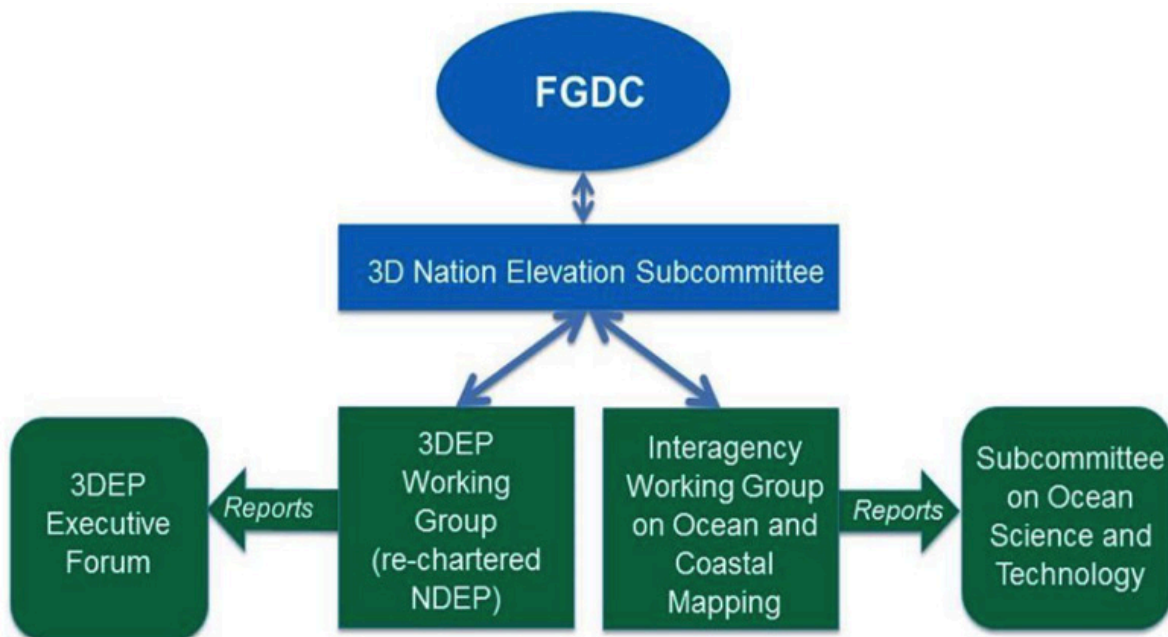 FGDC
3D Nation Elevation Subcommittee
3DEP
Executive
Forum
Reports
3DEP
Working
Group
(re-chartered
NDEP)
Interagency
Working Group
on Ocean and
Coastal
Mapping
Reports
Subcommittee
on Ocean
Science and
Technology